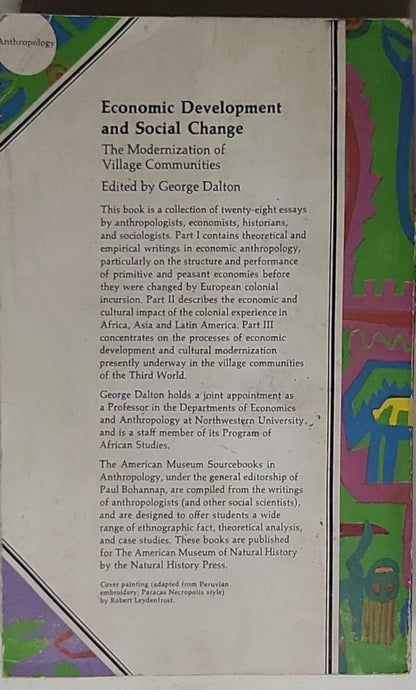 Anthropology
Economic Development
and Social Change
The Modernization of
Village Communities
Edited by George Dalton
This book is a collection of twenty-eight essays
by anthropologists, economists, historians,
and sociologists. Part I contains theoretical and
empirical writings in economic anthropology,
particularly on the structure and performance
of primitive and peasant economies before
they were changed by European colonial
incursion. Part II describes the economic and
cultural impact of the colonial experience in
Africa, Asia and Latin America. Part III
concentrates on the processes of economic
development and cultural modernization
presently underway in the village communities
of the Third World.
George Dalton holds a joint appointment as
a Professor in the Departments of Economics
and Anthropology at Northwestern University,
and is a staff member of its Program of
African Studies.
The American Museum Sourcebooks in
Anthropology, under the general editorship of
Paul Bohannan, are compiled from the writings
of anthropologists (and other social scientists),
and are designed to offer students a wide
range of ethnographic fact, theoretical analysis,
and case studies. These books are published
for The American Museum of Natural History
by the Natural History Press.
Cover painting (adapted from Peruvian
embroidery, Paracas Necropolis style)
by Robert Leydenfrost.